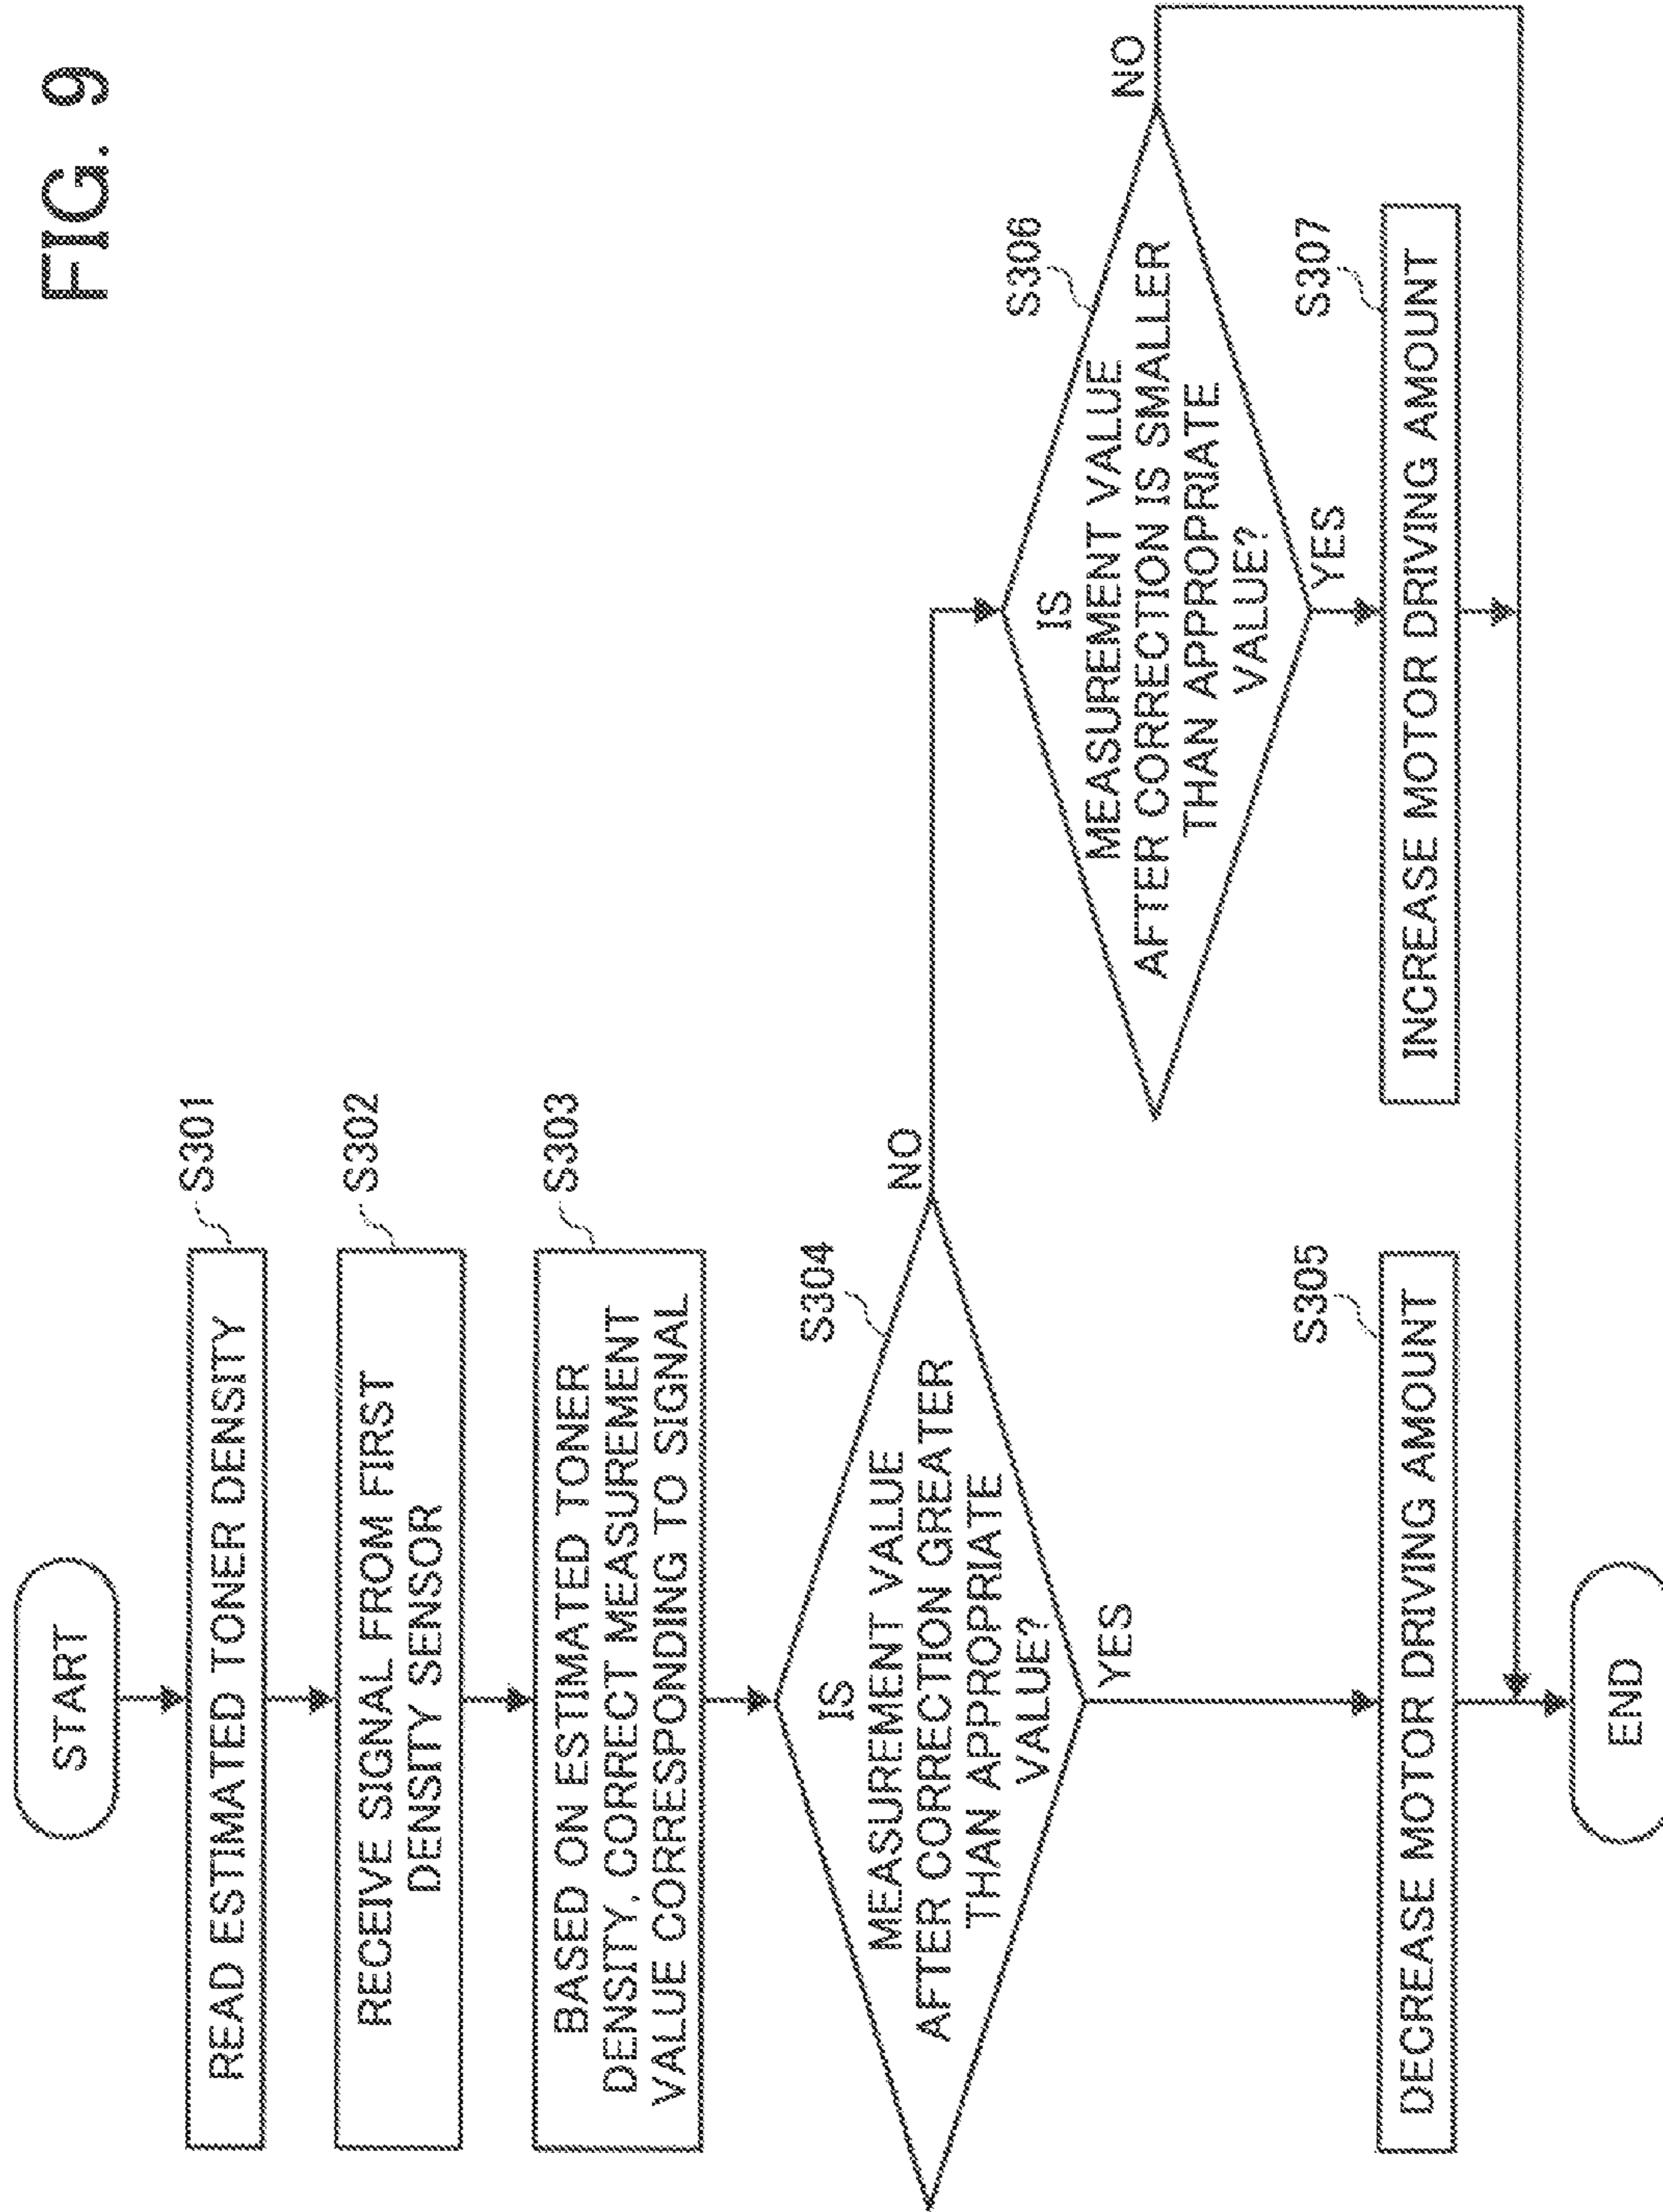 FIG. 9
START
S301
READ ESTIMATED TONER DENSITY
S302
RECEIVE SIGNAL FROM FIRST
DENSITY SENSOR
S303
BASED ON ESTIMATED TONER
DENSITY, CORRECT MEASUREMENT
VALUE CORRESPONDING TO SIGNAL
S304
IS
MEASUREMENT VALUE
AFTER CORRECTION GREATER
THAN APPROPRIATE
VALUE?
NO
YES
S306
IS
MEASUREMENT VALUE
AFTER CORRECTION IS SMALLER
THAN APPROPRIATE
VALUE?
NO
YES
S305
DECREASE MOTOR DRIVING AMOUNT
S307
INCREASE MOTOR DRIVING AMOUNT
END